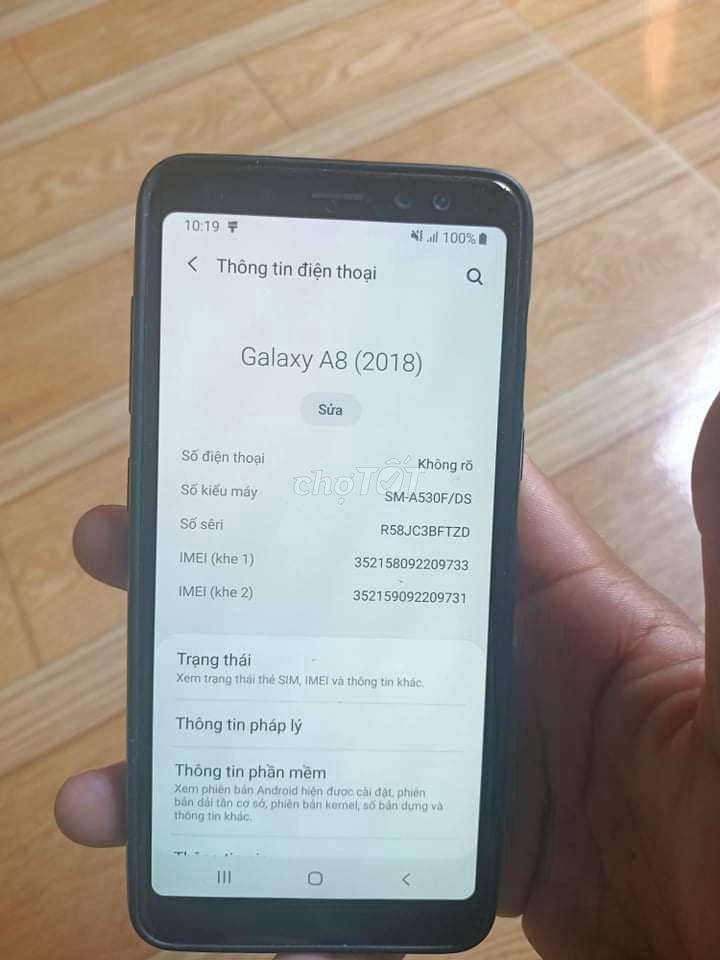 10:19
100%
Thông tin điện thoại
Galaxy A8 (2018)
Sửa
Số điện thoại Không rõ
chợTỐT
Số kiểu máy SM-A530F/DS
Số sêri R58JC3BFTZD
IMEI (khe 1) 352158092209733
IMEI (khe 2) 352159092209731
Trạng thái
Xem trạng thái thẻ SIM, IMEI và thông tin khác.
Thông tin pháp lý
Thông tin phần mềm
Xem phiên bản Android hiện được cài đặt, phiên
bản dải tần cơ sở, phiên bản kernel, số bản dựng và
thông tin khác.